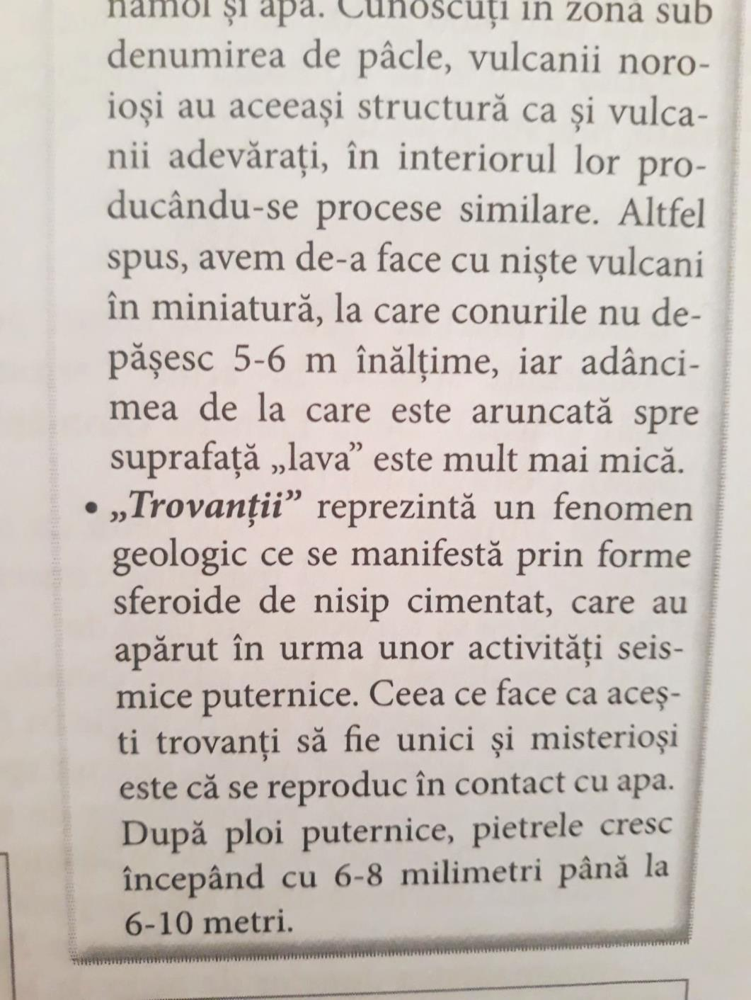 nămol și apă. Cunoscuți în zonă sub
denumirea de pâcle, vulcanii noro-
ioși au aceeași structură ca și vulca-
nii adevărați, în interiorul lor pro-
ducându-se procese similare. Altfel
spus, avem de-a face cu niște vulcani
în miniatură, la care conurile nu de-
pășesc 5-6 m înălțime, iar adânci-
mea de la care este aruncată spre
suprafață „lava” este mult mai mică.
• „Trovanții” reprezintă un fenomen
geologic ce se manifestă prin forme
sferoide de nisip cimentat, care au
apărut în urma unor activități seis-
mice puternice. Ceea ce face ca aceș-
ti trovanți să fie unici și misterioși
este că se reproduc în contact cu apa.
După ploi puternice, pietrele cresc
începând cu 6-8 milimetri până la
6-10 metri.